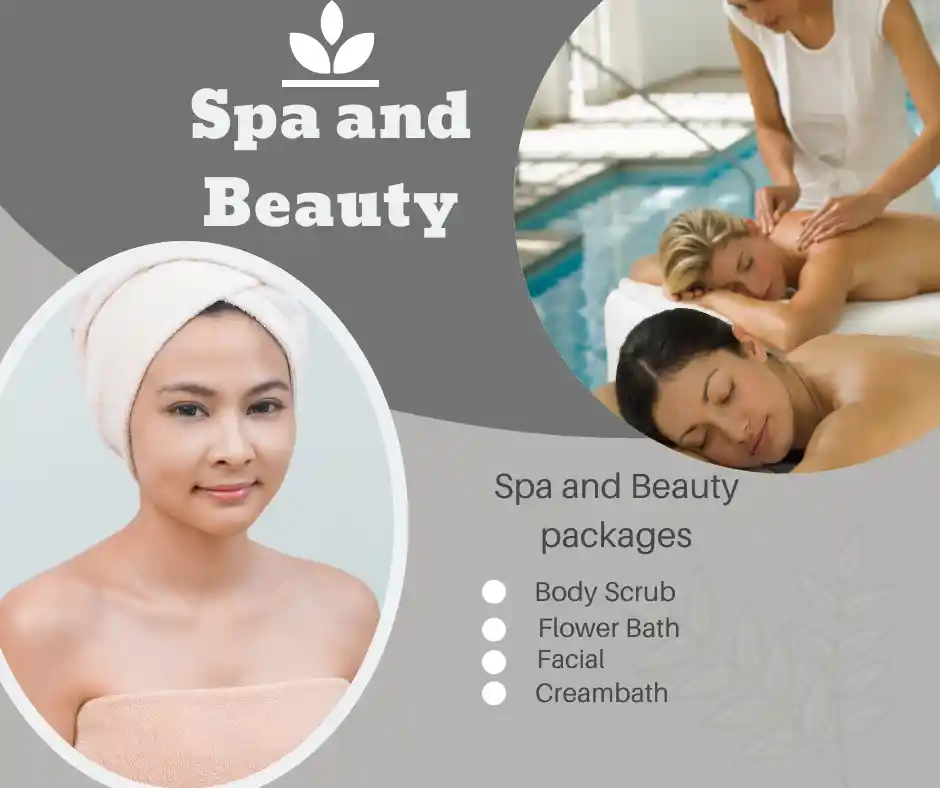 Spa and
Beauty
Spa and Beauty
packages
Body Scrub
Flower Bath
Facial
Creambath